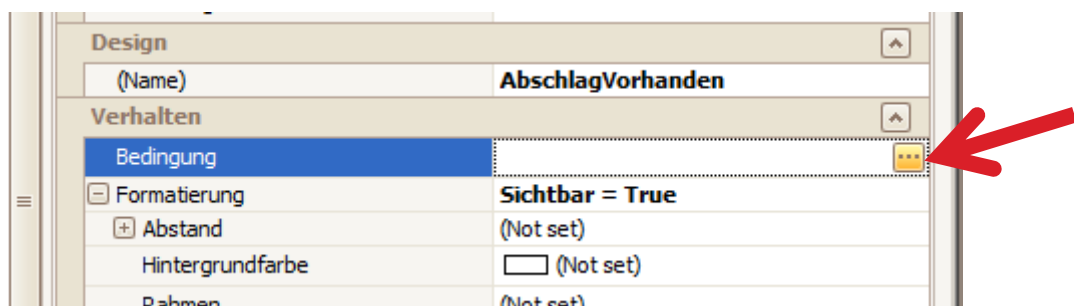 Design
(Name) AbschlagVorhanden
Verhalten
Bedingung
Formatierung Sichtbar = True
Abstand (Not set)
Hintergrundfarbe (Not set)
Rahmen (Not set)